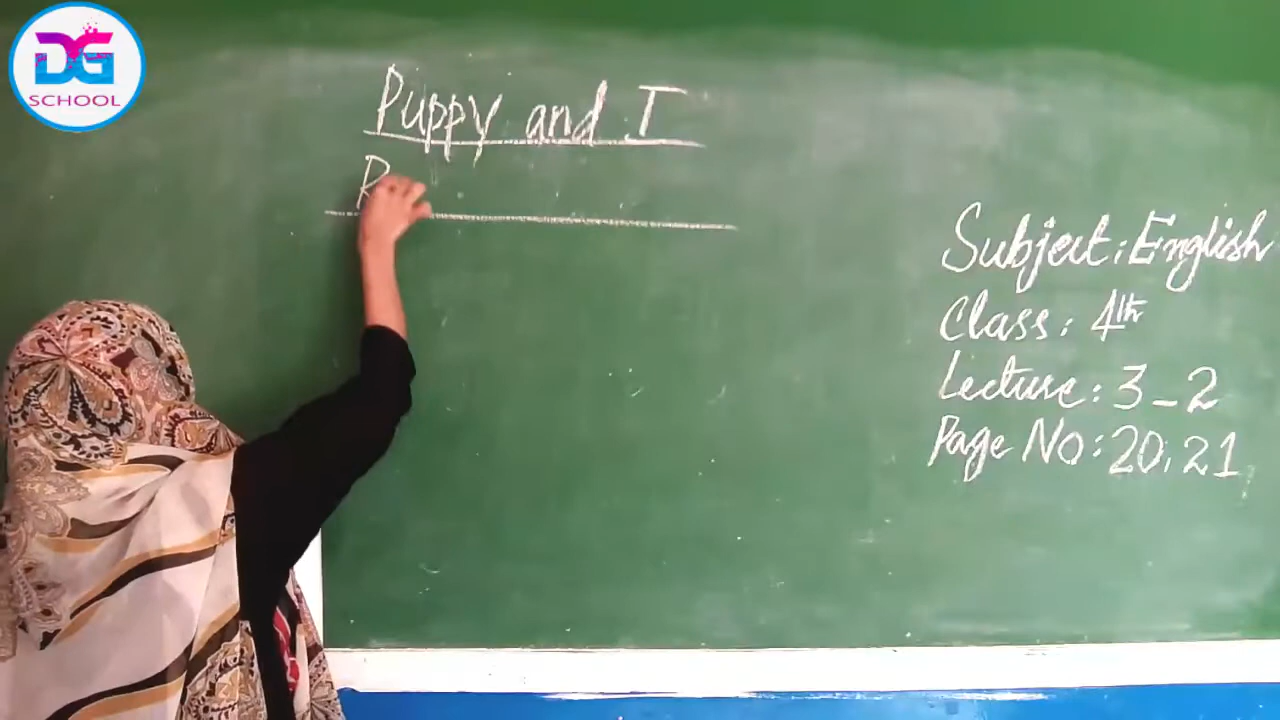 DG
SCHOOL
Puppy and I
R
Subject: English
Class: 4th
Lecture: 3-2
Page No: 20, 21